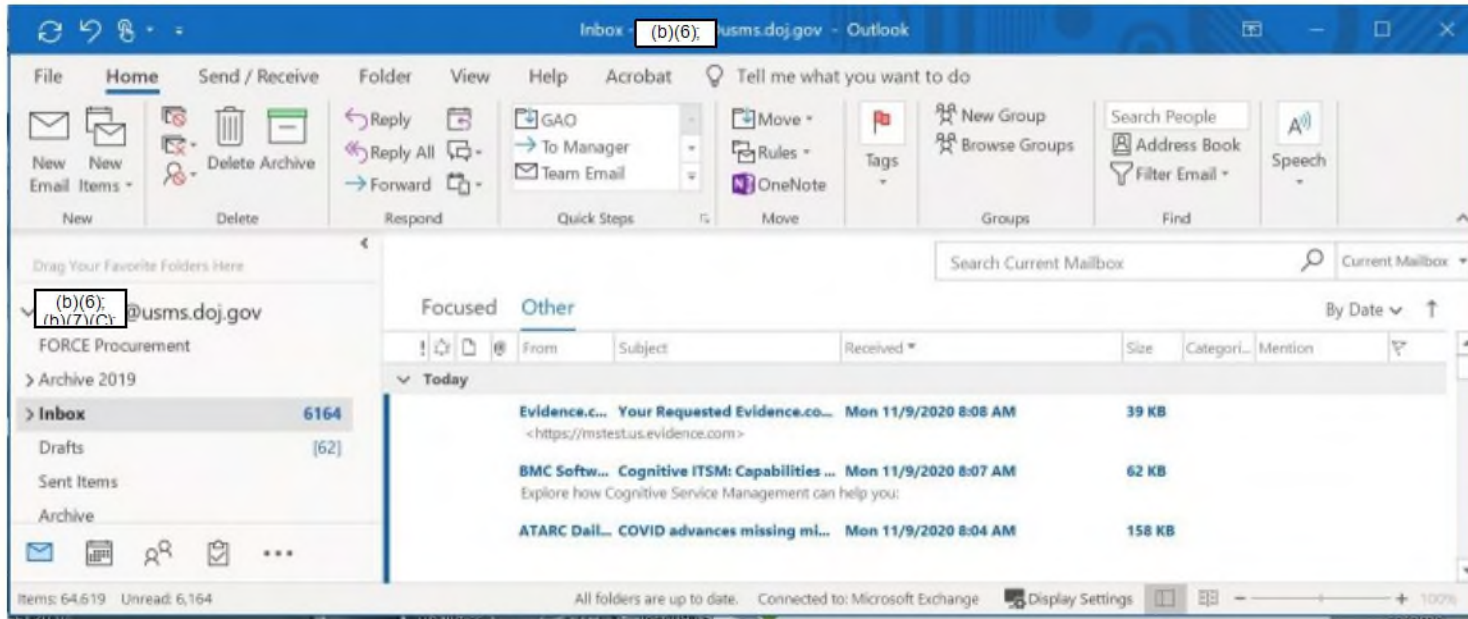 Inbox - (b)(6); usms.doj.gov - Outlook
File Home Send / Receive Folder View Help Acrobat Tell me what you want to do
New Email
New Items
Delete Archive
Reply
Reply All
Forward
GAO
To Manager
Team Email
Move
Rules
OneNote
Tags
New Group
Browse Groups
Search People
Address Book
Filter Email
Speech
New Delete Respond Quick Steps Move Groups Find
Drag Your Favorite Folders Here
Search Current Mailbox Current Mailbox
(b)(6);
(b)(7)(C); @usms.doj.gov
Focused Other By Date
FORCE Procurement
! @ From Subject Received Size Categori... Mention
Archive 2019
Today
Inbox 6164
Evidence.c... Your Requested Evidence.co... Mon 11/9/2020 8:08 AM 39 KB
<https://mstest.us.evidence.com>
Drafts [62]
BMC Softw... Cognitive ITSM: Capabilities ... Mon 11/9/2020 8:07 AM 62 KB
Explore how Cognitive Service Management can help you:
Sent Items
Archive
ATARC Dail... COVID advances missing mi... Mon 11/9/2020 8:04 AM 158 KB
Items: 64,619 Unread: 6,164 All folders are up to date. Connected to: Microsoft Exchange Display Settings 100%